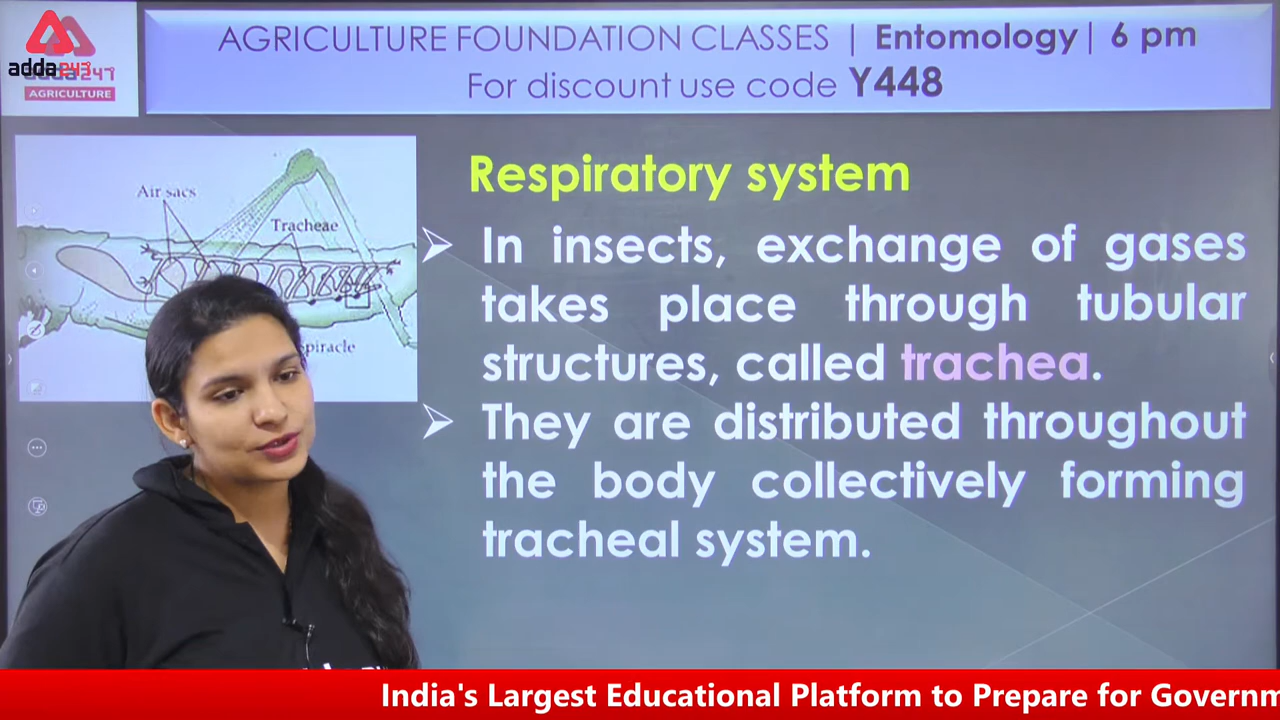 AGRICULTURE FOUNDATION CLASSES | Entomology| 6 pm
For discount use code Y448
adda247
AGRICULTURE
Air sacs
Tracheae
piracle
Respiratory system
In insects, exchange of gases
takes place through tubular
structures, called trachea.
They are distributed throughout
the body collectively forming
tracheal system.
India's Largest Educational Platform to Prepare for Governm